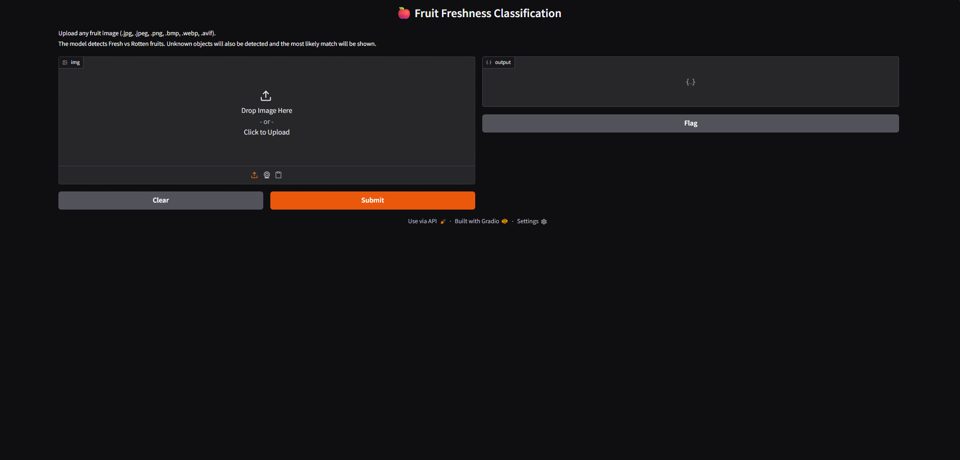 🍎 Fruit Freshness Classification
Upload any fruit image (.jpg, .jpeg, .png, .bmp, .webp, .avif).
The model detects Fresh vs Rotten fruits. Unknown objects will also be detected and the most likely match will be shown.
img
Drop Image Here
- or -
Click to Upload
Clear
Submit
{ } output
{..}
Flag
Use via API · Built with Gradio · Settings